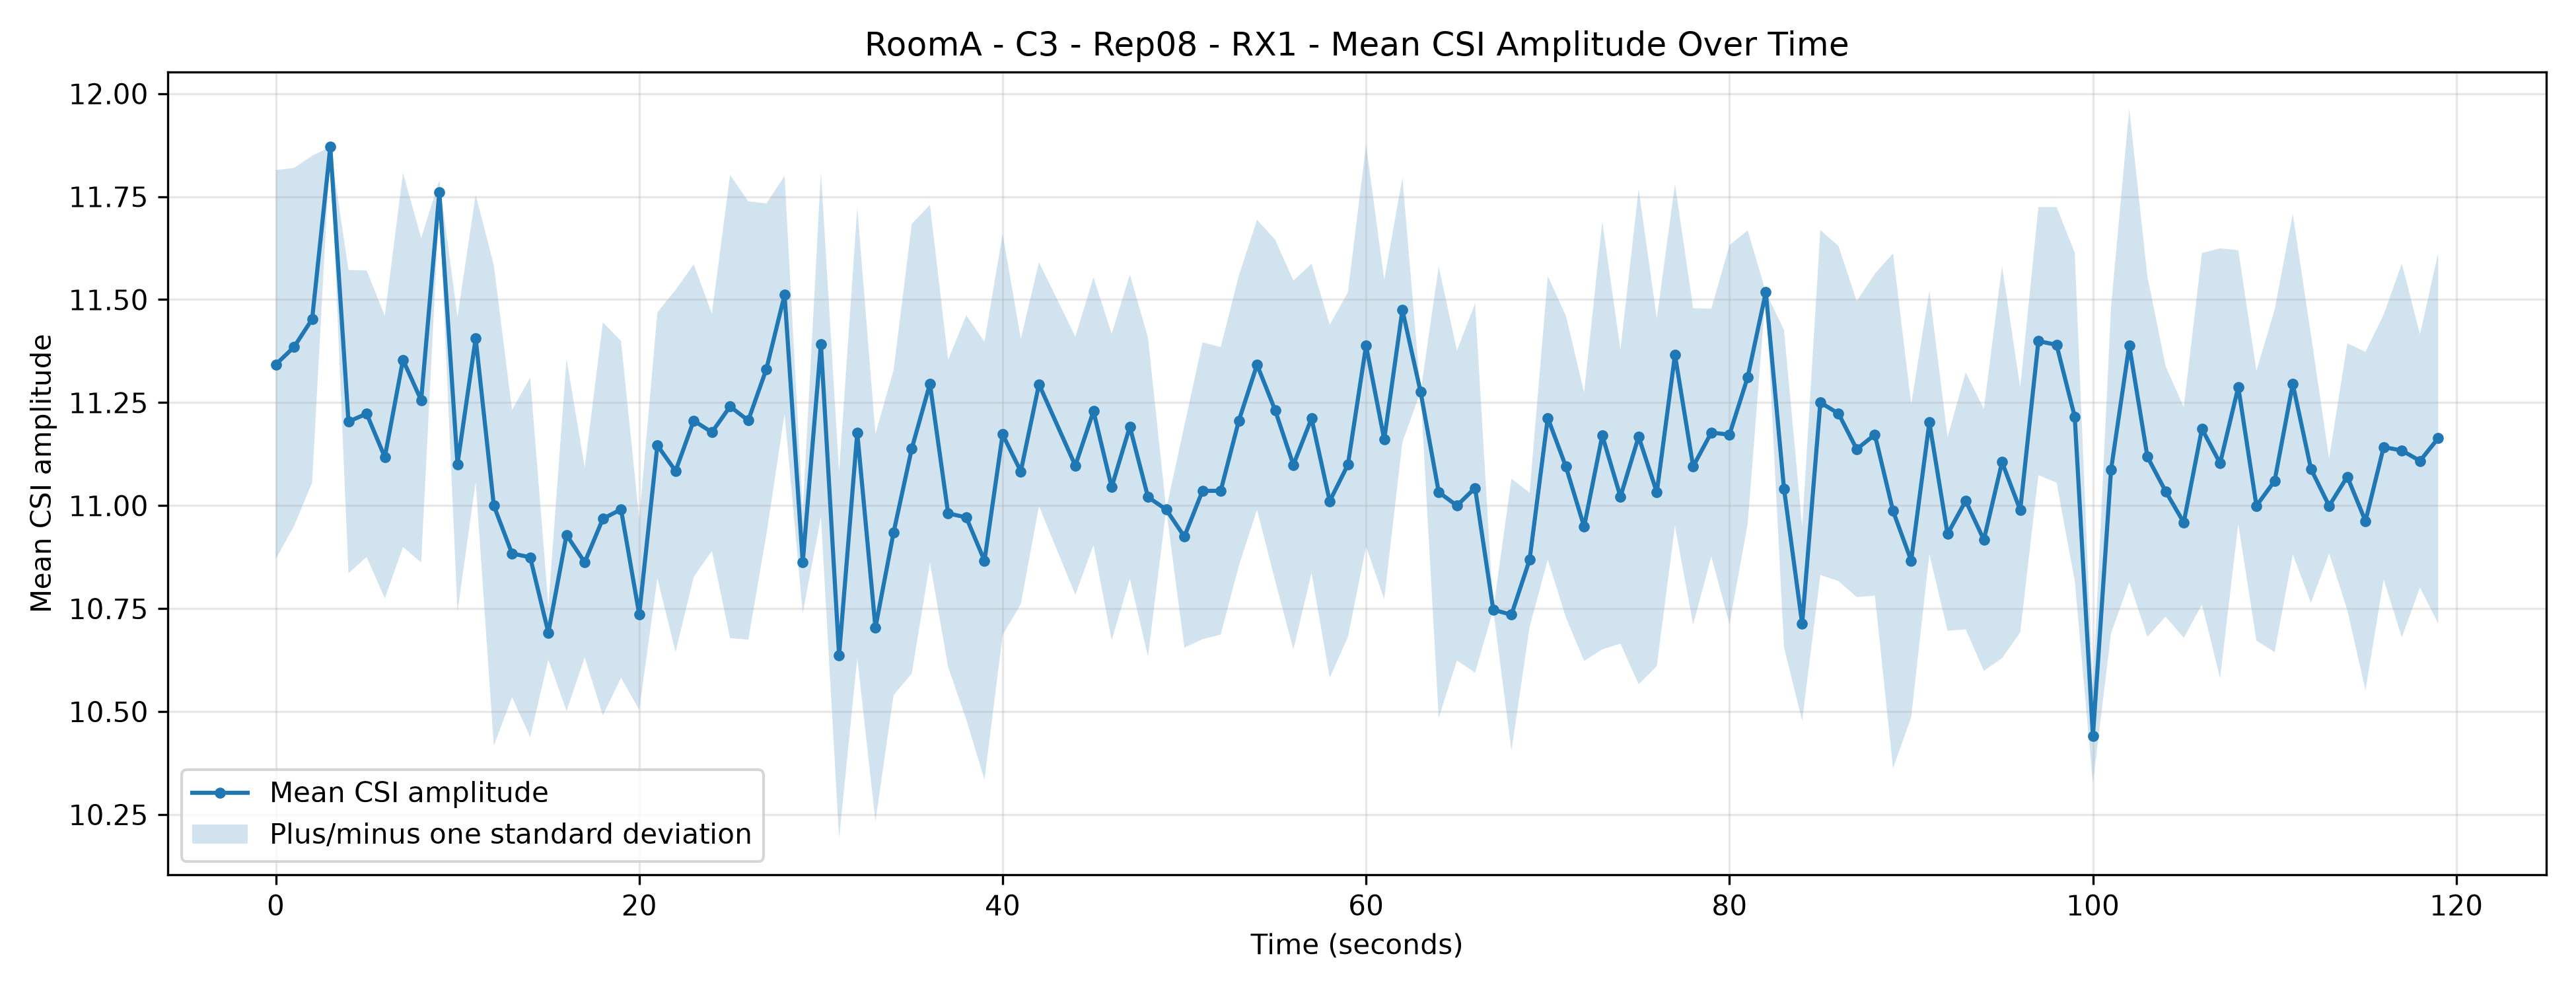 RoomA - C3 - Rep08 - RX1 - Mean CSI Amplitude Over Time
Mean CSI amplitude
12.00
11.75
11.50
11.25
11.00
10.75
10.50
10.25
Mean CSI amplitude
Plus/minus one standard deviation
0 20 40 60 80 100 120
Time (seconds)